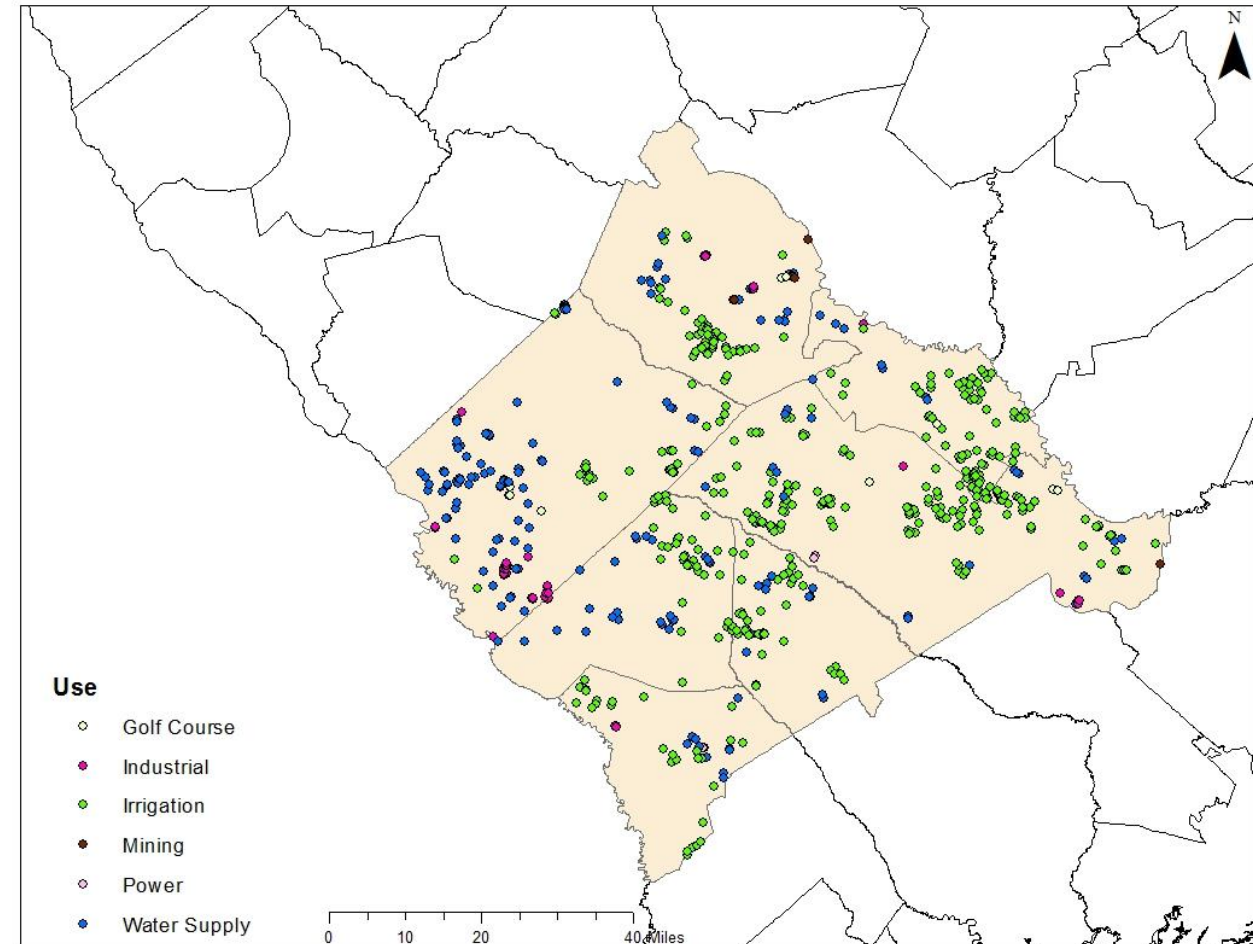 N
Use
Golf Course
Industrial
Irrigation
Mining
Power
Water Supply
0 10 20 40 Miles